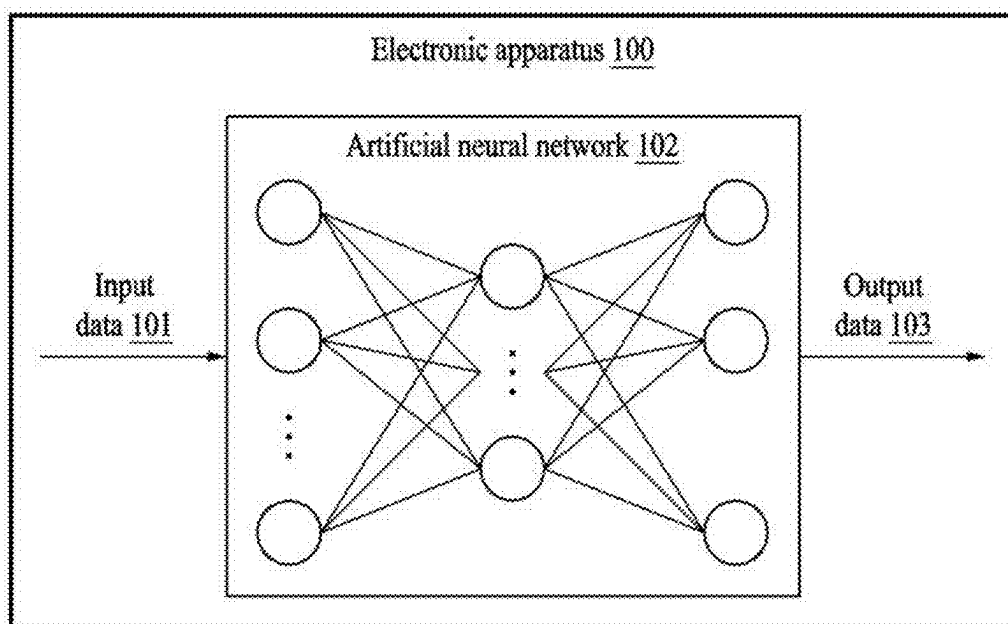 Electronic apparatus 100
Artificial neural network 102
Input
data 101
Output
data 103